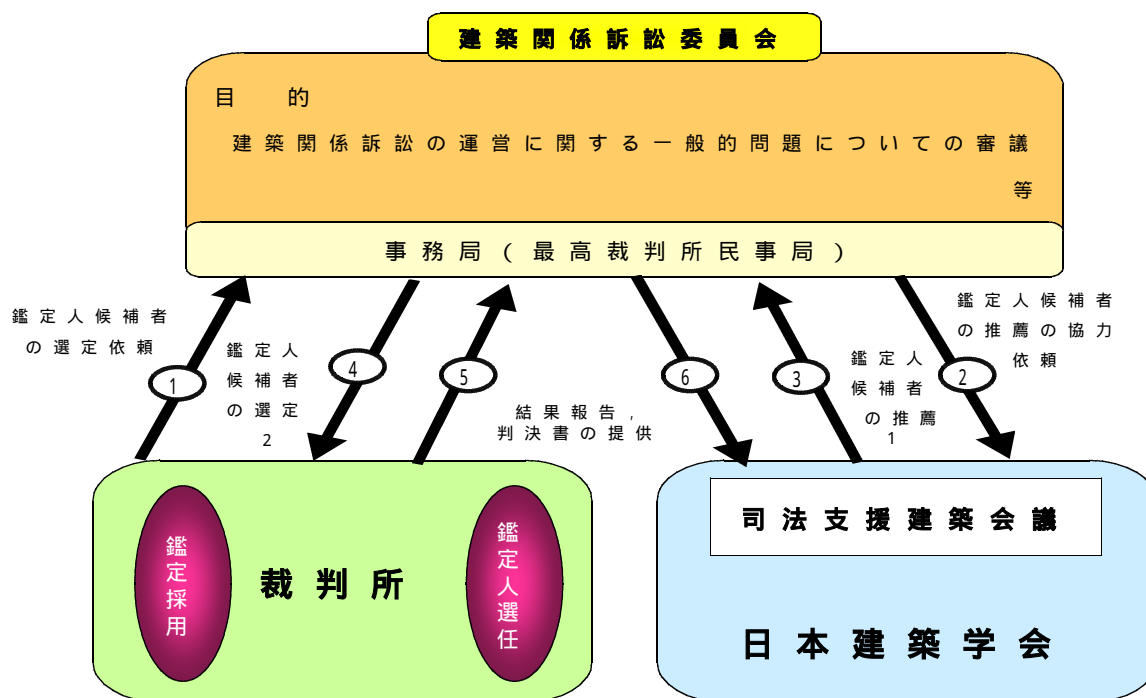 建築関係訴訟委員会
目 的
建築関係訴訟の運営に関する一般的問題についての審議
等
事務局(最高裁判所民事局)
鑑定人候補者
の選定依頼
1
鑑定人
候補者
の選定
2
4
5
結果報告,
判決書の提供
6
3
鑑定人
候補者
の推薦
1
2
鑑定人候補者
の推薦の協力
依頼
鑑定採用
裁判所
鑑定人選任
司法支援建築会議
日本建築学会